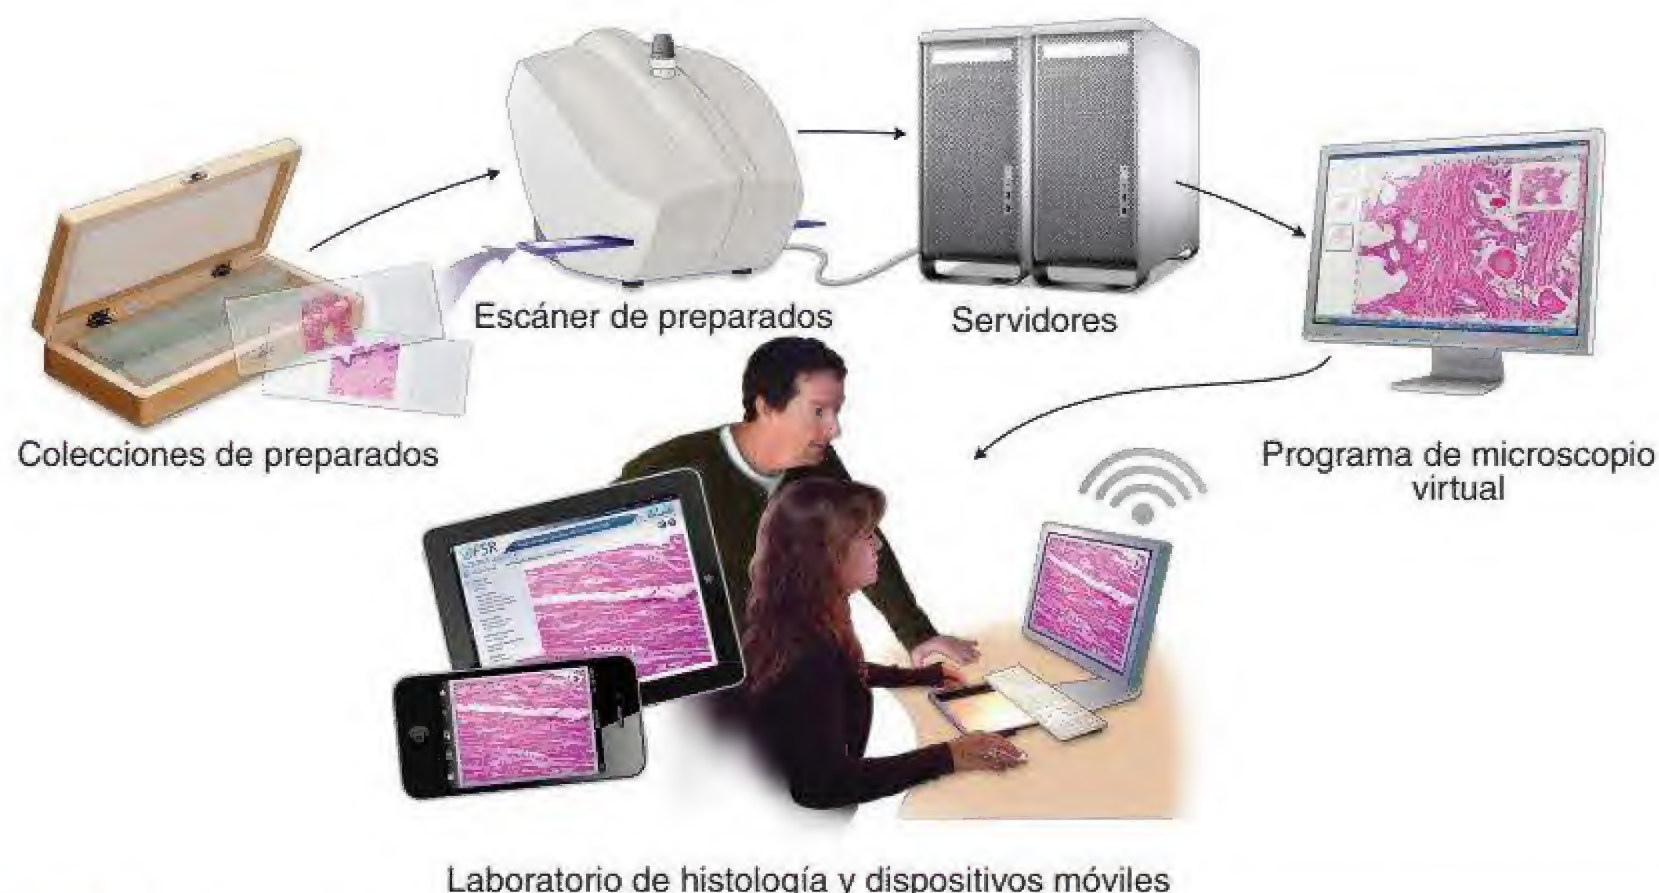 Escáner de preparados
Servidores
Colecciones de preparados
Programa de microscopio
virtual
Laboratorio de histología y dispositivos móviles